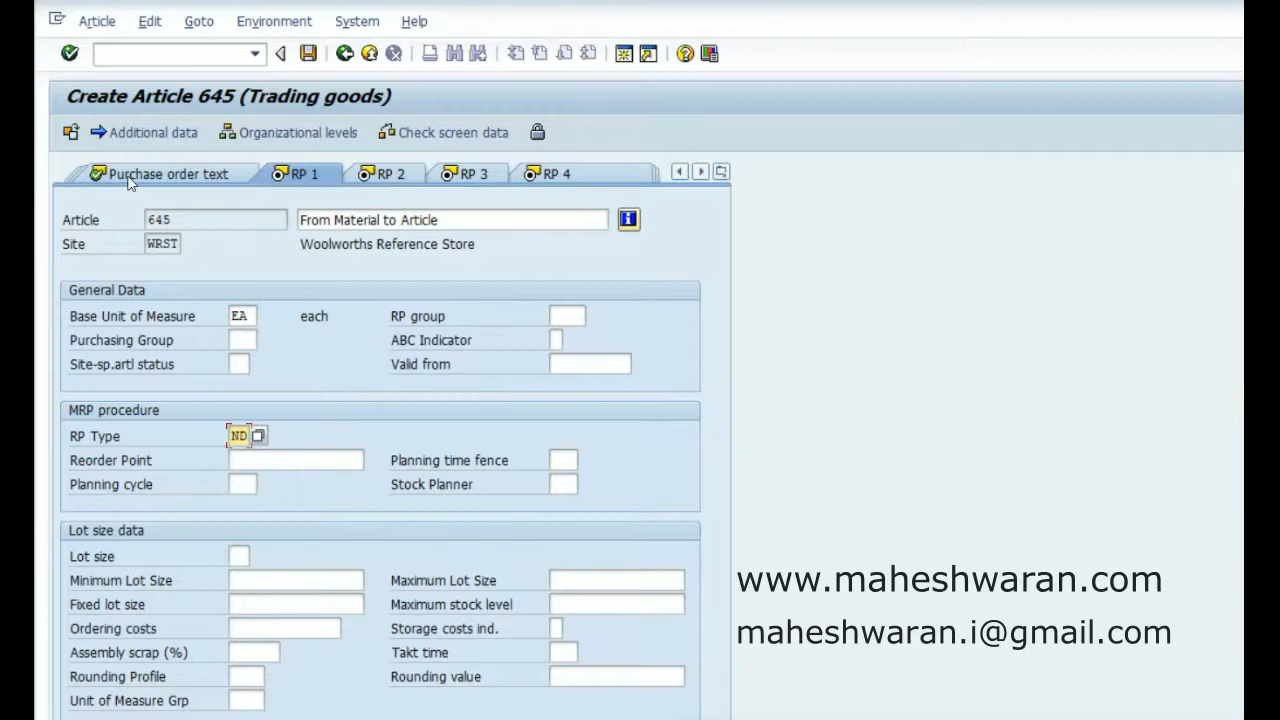 Article Edit Goto Environment System Help
Create Article 645 (Trading goods)
Additional data Organizational levels Check screen data
Purchase order text RP 1 RP 2 RP 3 RP 4
Article 645 From Material to Article
Site WRST Woolworths Reference Store
General Data
Base Unit of Measure EA each RP group
Purchasing Group ABC Indicator
Site-sp.artl status Valid from
MRP procedure
RP Type ND
Reorder Point Planning time fence
Planning cycle Stock Planner
Lot size data
Lot size
Minimum Lot Size Maximum Lot Size
Fixed lot size Maximum stock level
Ordering costs Storage costs ind.
Assembly scrap (%) Takt time
Rounding Profile Rounding value
Unit of Measure Grp
www.maheshwaran.com
maheshwaran.i@gmail.com